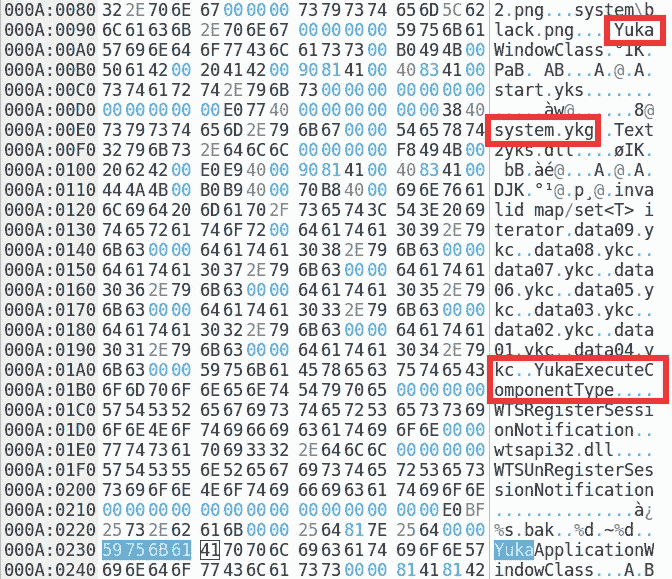 000A:0080 32 2E 70 6E 67 00 00 00 73 79 73 74 65 6D 5C 62 2.png...system\b
000A:0090 6C 61 63 6B 2E 70 6E 67 00 00 00 00 59 75 6B 61 lack.png....Yuka
000A:00A0 57 69 6E 64 6F 77 43 6C 61 73 73 00 B0 49 4B 00 WindowClass.°IK.
000A:00B0 50 61 42 00 20 41 42 00 90 81 41 00 40 83 41 00 PaB. AB...A.@.A.
000A:00C0 73 74 61 72 74 2E 79 6B 73 00 00 00 00 00 00 00 start.yks.......
000A:00D0 00 00 00 00 E0 77 40 00 00 00 00 00 00 00 38 40 ....àw@.......8@
000A:00E0 73 79 73 74 65 6D 2E 79 6B 67 00 00 54 65 78 74 system.ykg..Text
000A:00F0 32 79 6B 73 2E 64 6C 6C 00 00 00 00 F8 49 4B 00 2yks.dll....øIK.
000A:0100 20 62 42 00 E0 E9 40 00 90 81 41 00 40 83 41 00 bB.àé@...A.@.A.
000A:0110 44 4A 4B 00 B0 B9 40 00 70 B8 40 00 69 6E 76 61 DJK.°¹@.p¸@.inva
000A:0120 6C 69 64 20 6D 61 70 2F 73 65 74 3C 54 3E 20 69 lid map/set<T> i
000A:0130 74 65 72 61 74 6F 72 00 64 61 74 61 30 39 2E 79 terator.data09.y
000A:0140 6B 63 00 00 64 61 74 61 30 38 2E 79 6B 63 00 00 kc..data08.ykc..
000A:0150 64 61 74 61 30 37 2E 79 6B 63 00 00 64 61 74 61 data07.ykc..data
000A:0160 30 36 2E 79 6B 63 00 00 64 61 74 61 30 35 2E 79 06.ykc..data05.y
000A:0170 6B 63 00 00 64 61 74 61 30 33 2E 79 6B 63 00 00 kc..data03.ykc..
000A:0180 64 61 74 61 30 32 2E 79 6B 63 00 00 64 61 74 61 data02.ykc..data
000A:0190 30 31 2E 79 6B 63 00 00 64 61 74 61 30 34 2E 79 01.ykc..data04.y
000A:01A0 6B 63 00 00 59 75 6B 61 45 78 65 63 75 74 65 43 kc..YukaExecuteC
000A:01B0 6F 6D 70 6F 6E 65 6E 74 54 79 70 65 00 00 00 00 omponentType....
000A:01C0 57 54 53 52 65 67 69 73 74 65 72 53 65 73 73 69 WTSRegisterSessi
000A:01D0 6F 6E 4E 6F 74 69 66 69 63 61 74 69 6F 6E 00 00 onNotification..
000A:01E0 77 74 73 61 70 69 33 32 2E 64 6C 6C 00 00 00 00 wtsapi32.dll....
000A:01F0 57 54 53 55 6E 52 65 67 69 73 74 65 72 53 65 73 WTSUnRegisterSes
000A:0200 73 69 6F 6E 4E 6F 74 69 66 69 63 61 74 69 6F 6E sionNotification
000A:0210 00 00 00 00 00 00 00 00 00 00 00 00 00 00 E0 BF ..............à¿
000A:0220 25 73 2E 62 61 6B 00 00 25 64 81 7E 25 64 00 00 %s.bak..%d.~%d..
000A:0230 59 75 6B 61 41 70 70 6C 69 63 61 74 69 6F 6E 57 YukaApplicationW
000A:0240 69 6E 64 6F 77 43 6C 61 73 73 00 00 81 41 81 42 indowClass...A.B